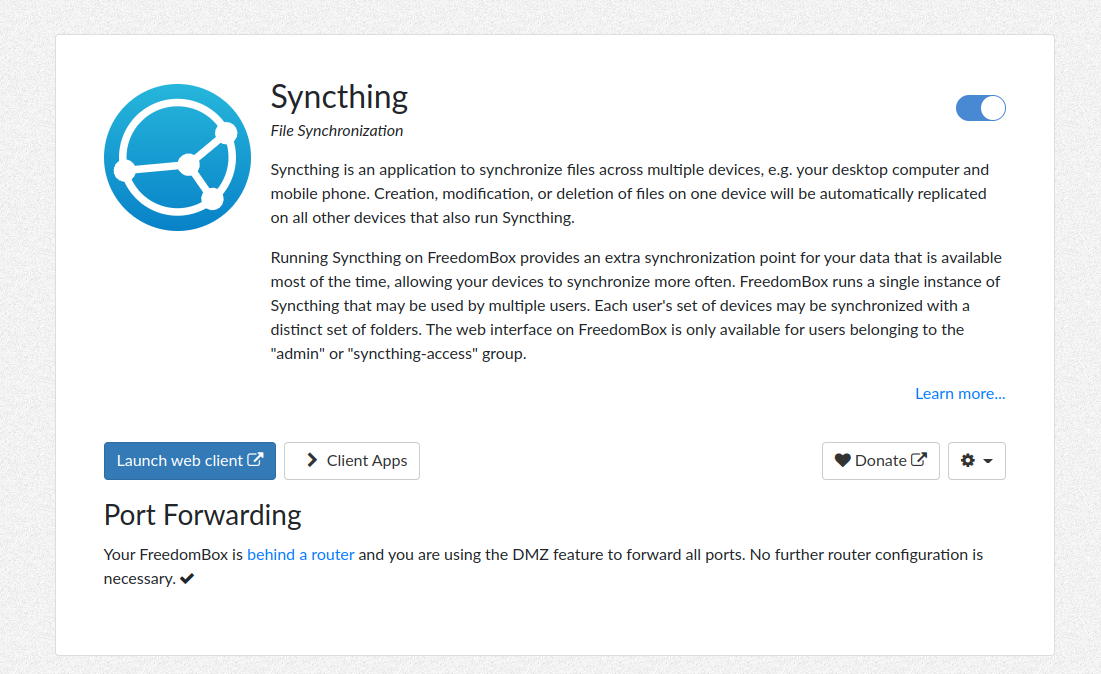 Syncthing
File Synchronization
Syncthing is an application to synchronize files across multiple devices, e.g. your desktop computer and
mobile phone. Creation, modification, or deletion of files on one device will be automatically replicated
on all other devices that also run Syncthing.
Running Syncthing on FreedomBox provides an extra synchronization point for your data that is available
most of the time, allowing your devices to synchronize more often. FreedomBox runs a single instance of
Syncthing that may be used by multiple users. Each user's set of devices may be synchronized with a
distinct set of folders. The web interface on FreedomBox is only available for users belonging to the
"admin" or "syncthing-access" group.
Learn more...
Launch web client
Client Apps
Donate
Port Forwarding
Your FreedomBox is behind a router and you are using the DMZ feature to forward all ports. No further router configuration is
necessary.